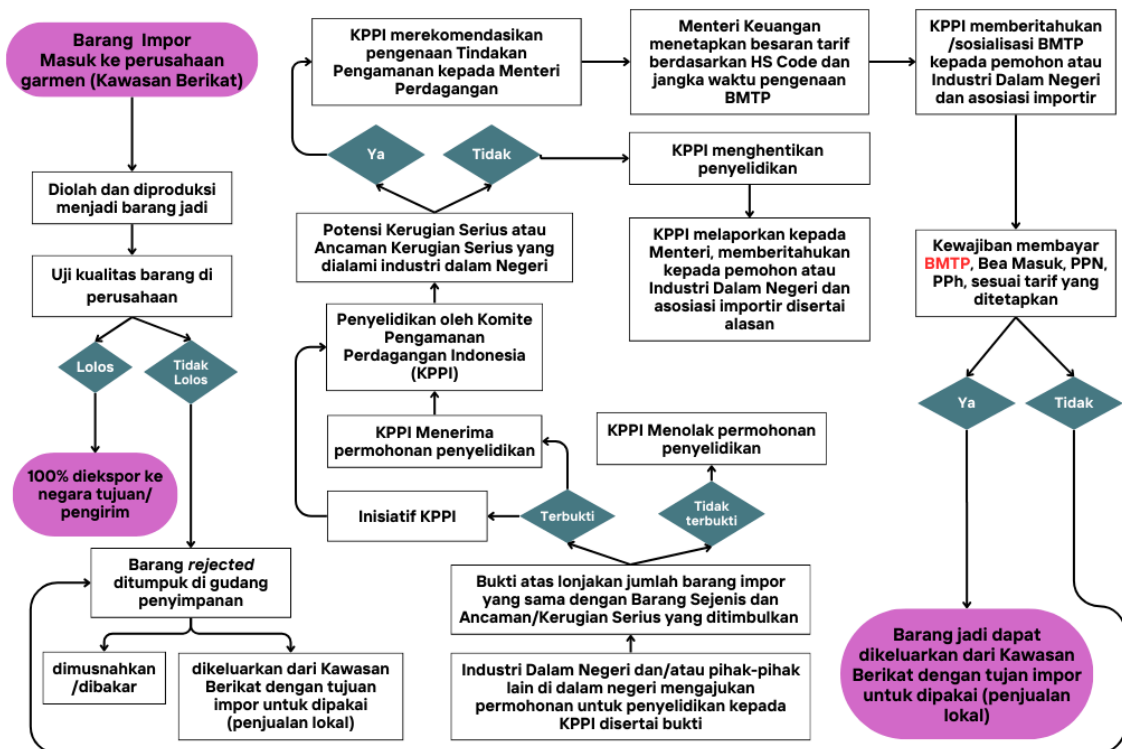 Barang Impor
Masuk ke perusahaan
garmen (Kawasan Berikat)
Diolah dan diproduksi
menjadi barang jadi
Uji kualitas barang di
perusahaan
Lolos
Tidak
Lolos
100% diekspor ke
negara tujuan/
pengirim
Barang rejected
ditumpuk di gudang
penyimpanan
dimusnahkan
/dibakar
dikeluarkan dari Kawasan
Berikat dengan tujuan
impor untuk dipakai
(penjualan lokal)
KPPI merekomendasikan
pengenaan Tindakan
Pengamanan kepada Menteri
Perdagangan
Ya
Tidak
Potensi Kerugian Serius atau
Ancaman Kerugian Serius yang
dialami industri dalam Negeri
Penyelidikan oleh Komite
Pengamanan
Perdagangan Indonesia
(KPPI)
KPPI Menerima
permohonan penyelidikan
Inisiatif KPPI
Terbukti
Tidak
terbukti
KPPI Menolak permohonan
penyelidikan
Bukti atas lonjakan jumlah barang impor
yang sama dengan Barang Sejenis dan
Ancaman/Kerugian Serius yang ditimbulkan
Industri Dalam Negeri dan/atau pihak-pihak
lain di dalam negeri mengajukan
permohonan untuk penyelidikan kepada
KPPI disertai bukti
Menteri Keuangan
menetapkan besaran tarif
berdasarkan HS Code dan
jangka waktu pengenaan
BMTP
KPPI menghentikan
penyelidikan
KPPI melaporkan kepada
Menteri, memberitahukan
kepada pemohon atau
Industri Dalam Negeri dan
asosiasi importir disertai
alasan
KPPI memberitahukan
/sosialisasi BMTP
kepada pemohon atau
Industri Dalam Negeri
dan asosiasi importir
Kewajiban membayar
BMTP, Bea Masuk, PPN,
PPh, sesuai tarif yang
ditetapkan
Ya
Tidak
Barang jadi dapat
dikeluarkan dari Kawasan
Berikat dengan tujan impor
untuk dipakai (penjualan
lokal)